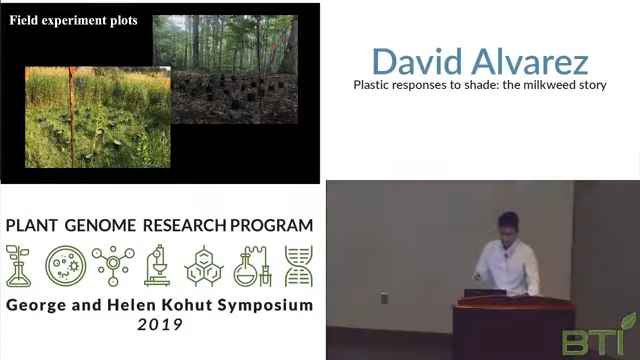 Field experiment plots
David Alvarez
Plastic responses to shade: the milkweed story
PLANT GENOME RESEARCH PROGRAM
George and Helen Kohut Symposium
2019
BTI